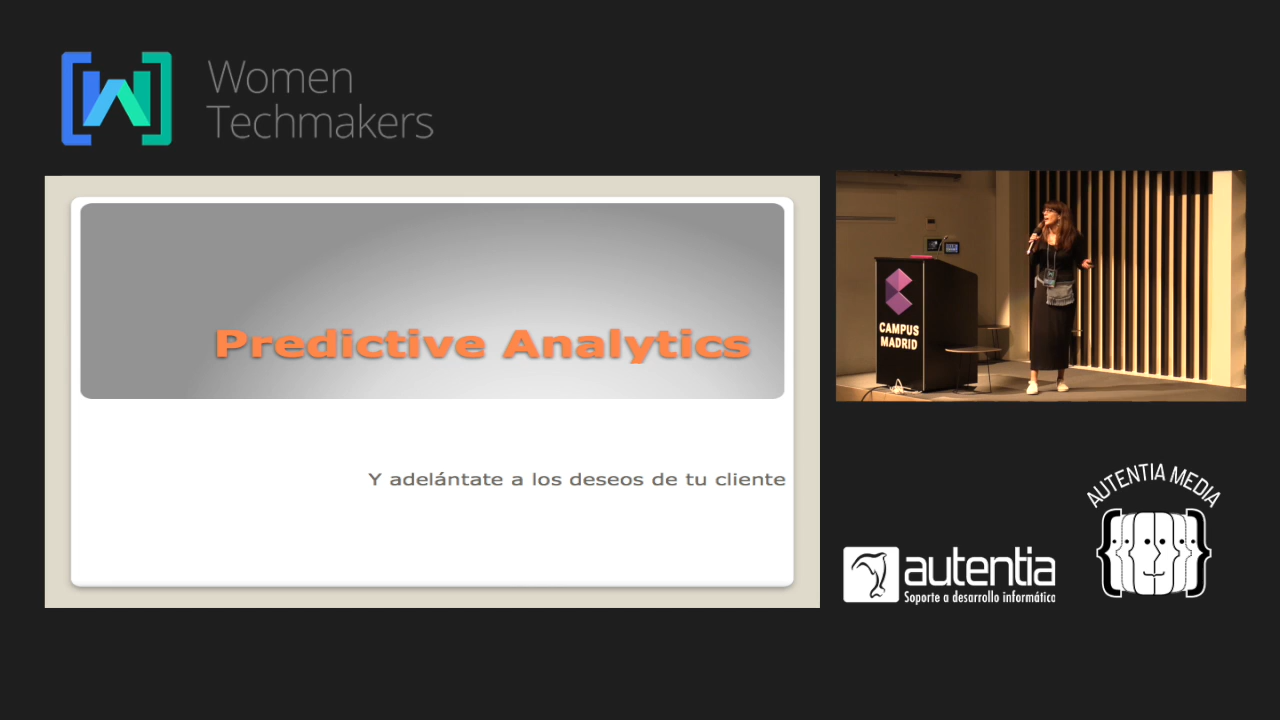 Women
Techmakers
Predictive Analytics
Y adelántate a los deseos de tu cliente
CAMPUS
MADRID
AUTENTIA MEDIA
autentia
Soporte a desarrollo informático